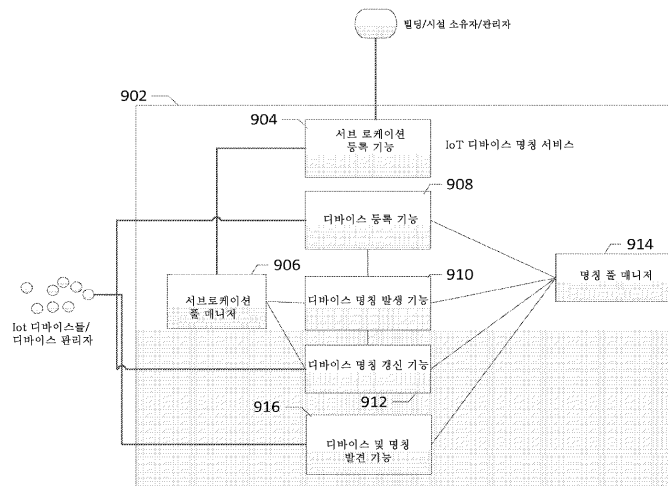 빌딩/시설 소유자/관리자
902
904
서브 로케이션
등록 기능
IoT 디바이스 명칭 서비스
908
디바이스 등록 기능
914
명칭 풀 매니저
906
서브로케이션
풀 매니저
910
디바이스 명칭 발생 기능
Iot 디바이스들/
디바이스 관리자
디바이스 명칭 갱신 기능
912
916
디바이스 및 명칭
발견 기능